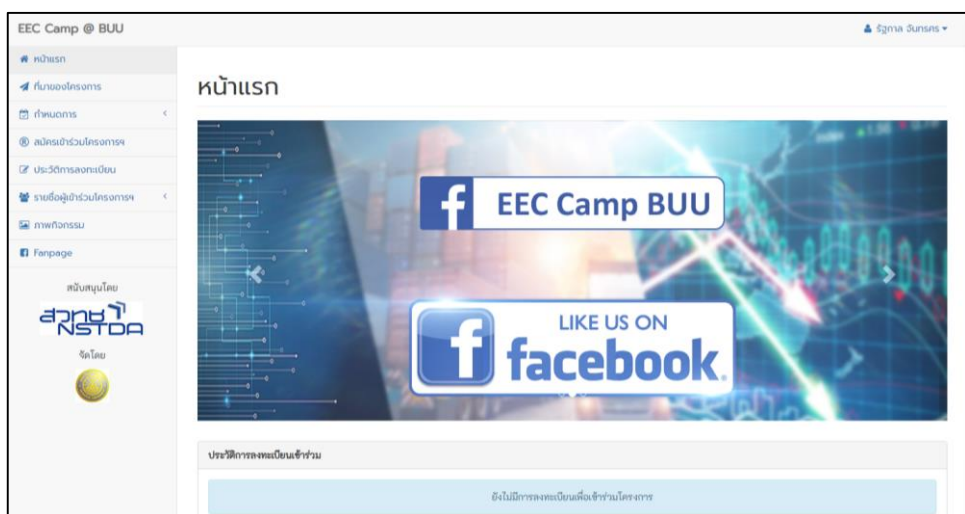 EEC Camp @ BUU
รัฐกาล จันทรศร
หน้าแรก
ที่มาของโครงการ
กำหนดการ
สมัครเข้าร่วมโครงการฯ
ประวัติการลงทะเบียน
รายชื่อผู้เข้าร่วมโครงการฯ
ภาพกิจกรรม
Fanpage
สนับสนุนโดย
สวทช
NSTDA
จัดโดย
หน้าแรก
EEC Camp BUU
LIKE US ON
facebook.
ประวัติการลงทะเบียนเข้าร่วม
ยังไม่มีการลงทะเบียนเพื่อเข้าร่วมโครงการ